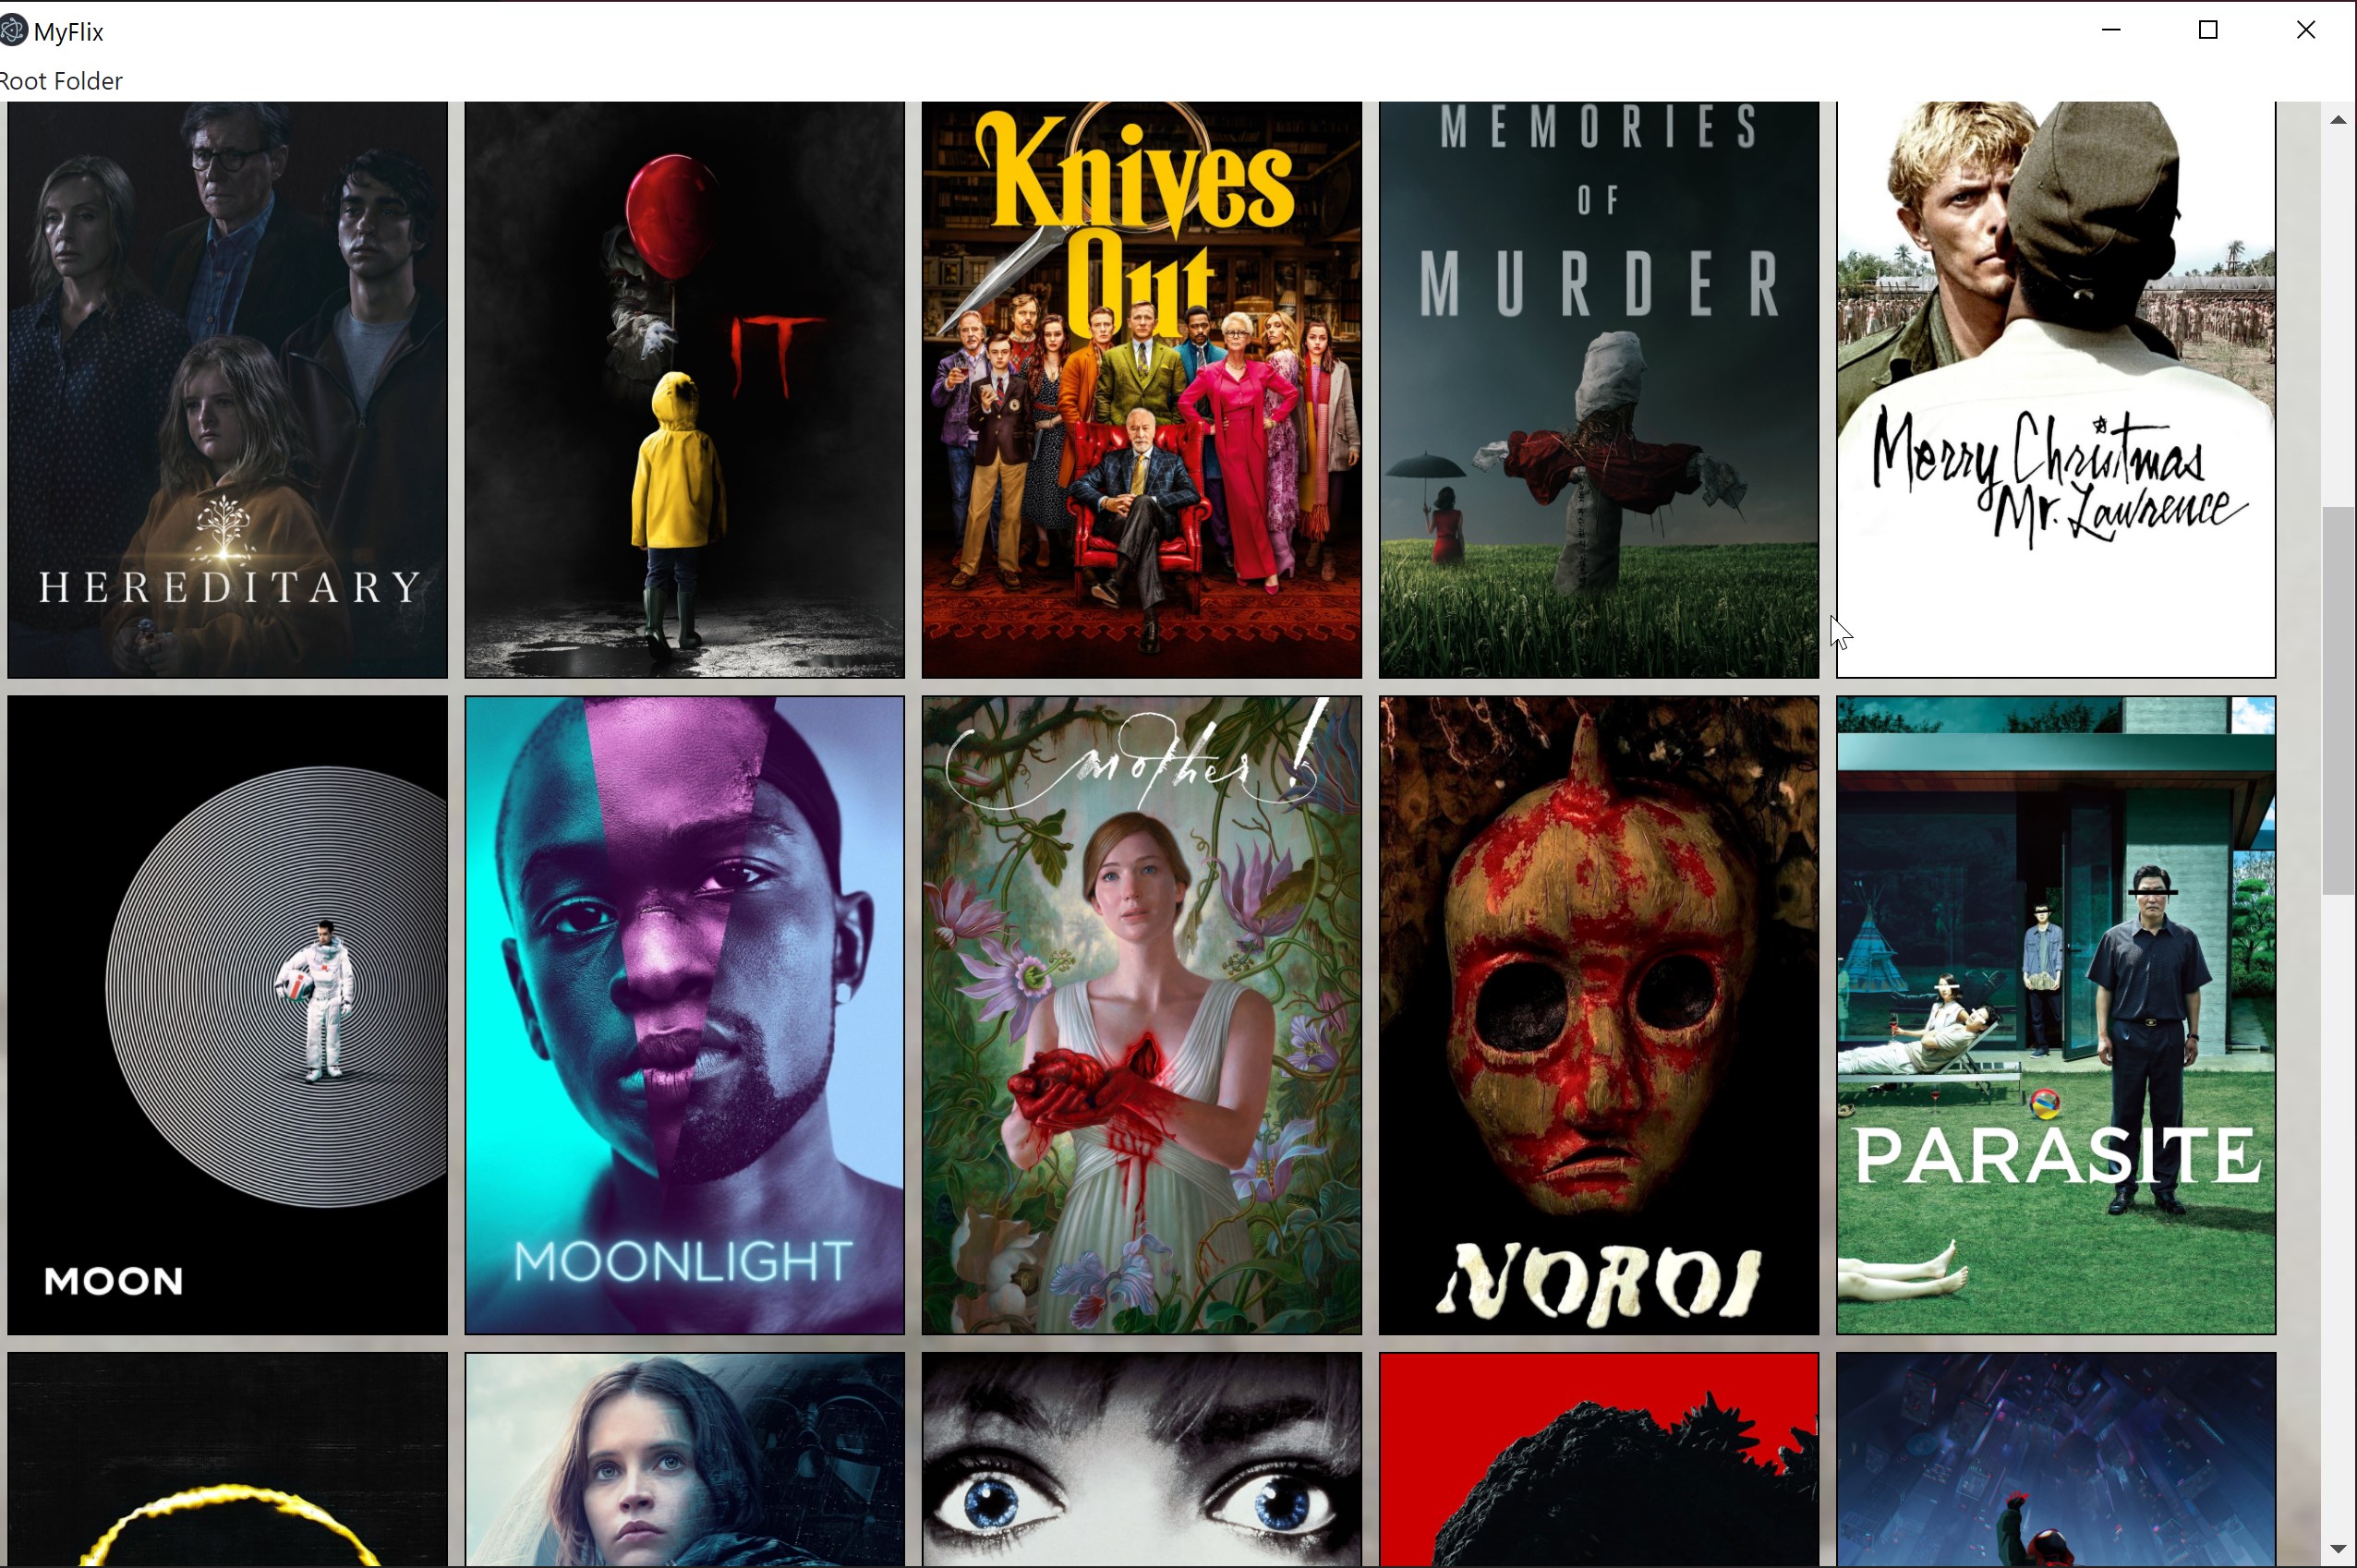 MyFlix
Root Folder
HEREDITARY
IT
Knives
Out
MEMORIES
OF
MURDER
Merry Christmas
Mr. Lawrence
MOON
MOONLIGHT
mother!
NOROI
PARASITE